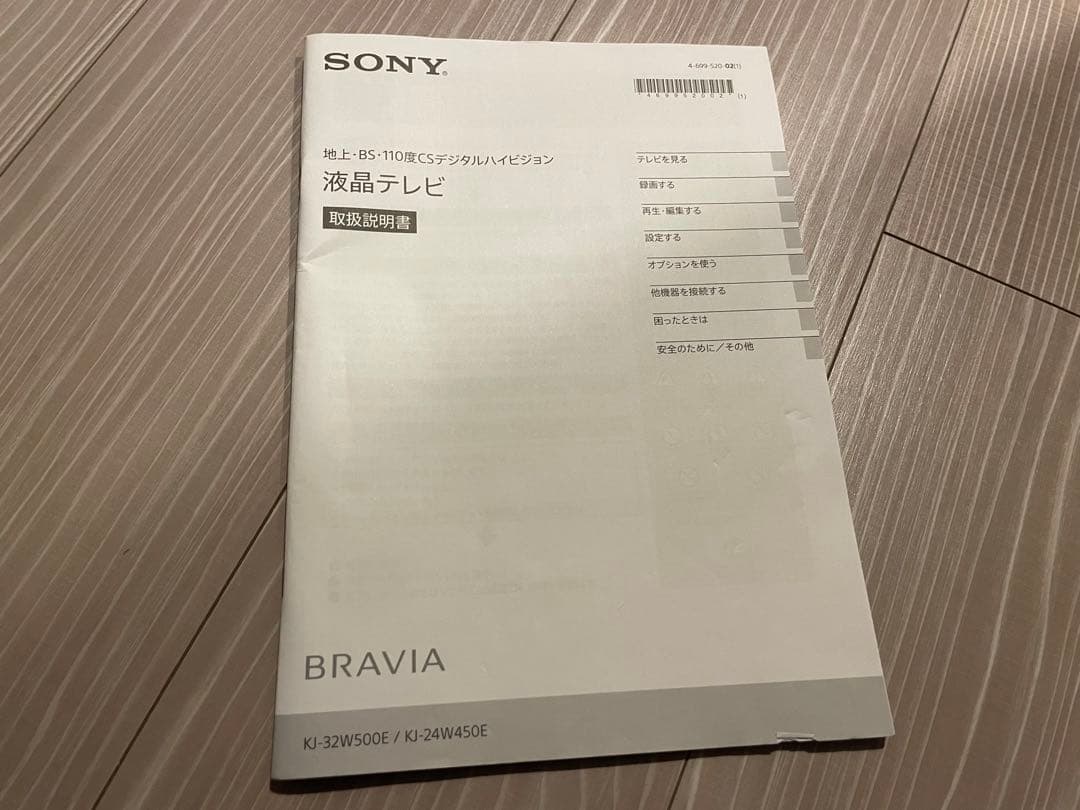 SONY®
4-699-520-02(1)
*469952002*(1)
地上・BS・110度CSデジタルハイビジョン
液晶テレビ
取扱説明書
テレビを見る
録画する
再生・編集する
設定する
オプションを使う
他機器を接続する
困ったときは
安全のために／その他
BRAVIA
KJ-32W500E / KJ-24W450E